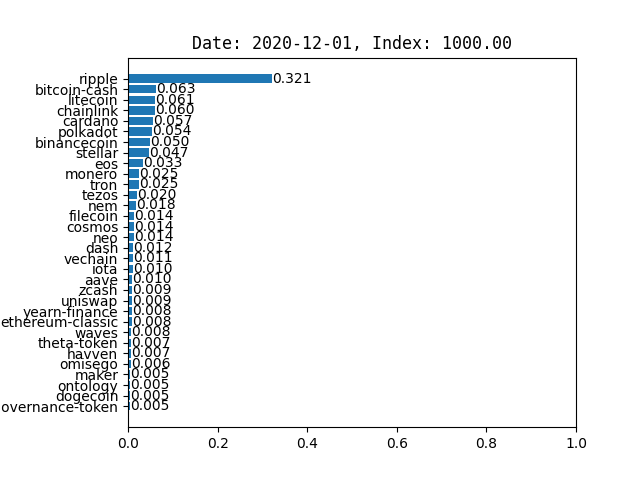 Date: 2020-12-01, Index: 1000.00
ripple 0.321
bitcoin-cash 0.063
litecoin 0.061
chainlink 0.060
cardano 0.057
polkadot 0.054
binancecoin 0.050
stellar 0.047
eos 0.033
monero 0.025
tron 0.025
tezos 0.020
nem 0.018
filecoin 0.014
cosmos 0.014
neo 0.014
dash 0.012
vechain 0.011
iota 0.010
aave 0.010
zcash 0.009
uniswap 0.009
yearn-finance 0.008
ethereum-classic 0.008
waves 0.008
theta-token 0.007
havven 0.007
omisego 0.006
maker 0.005
ontology 0.005
dogecoin 0.005
overnance-token 0.005
0.0 0.2 0.4 0.6 0.8 1.0